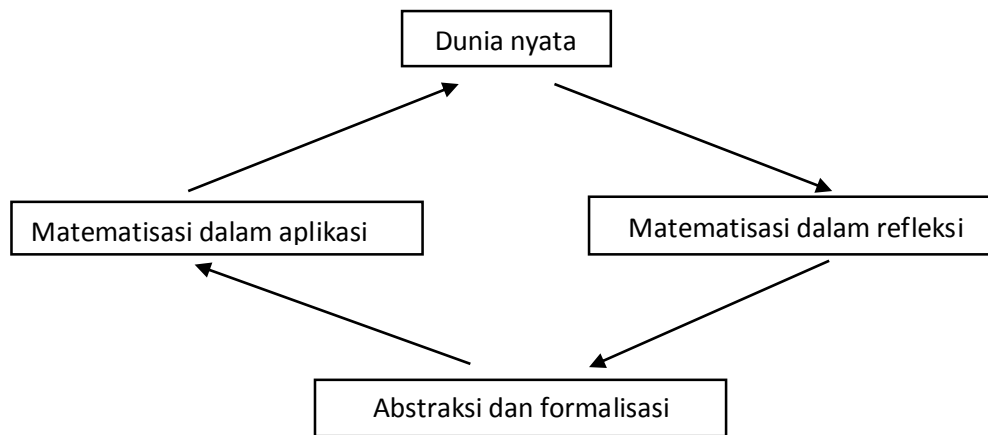 Dunia nyata
Matematisasi dalam aplikasi
Matematisasi dalam refleksi
Abstraksi dan formalisasi